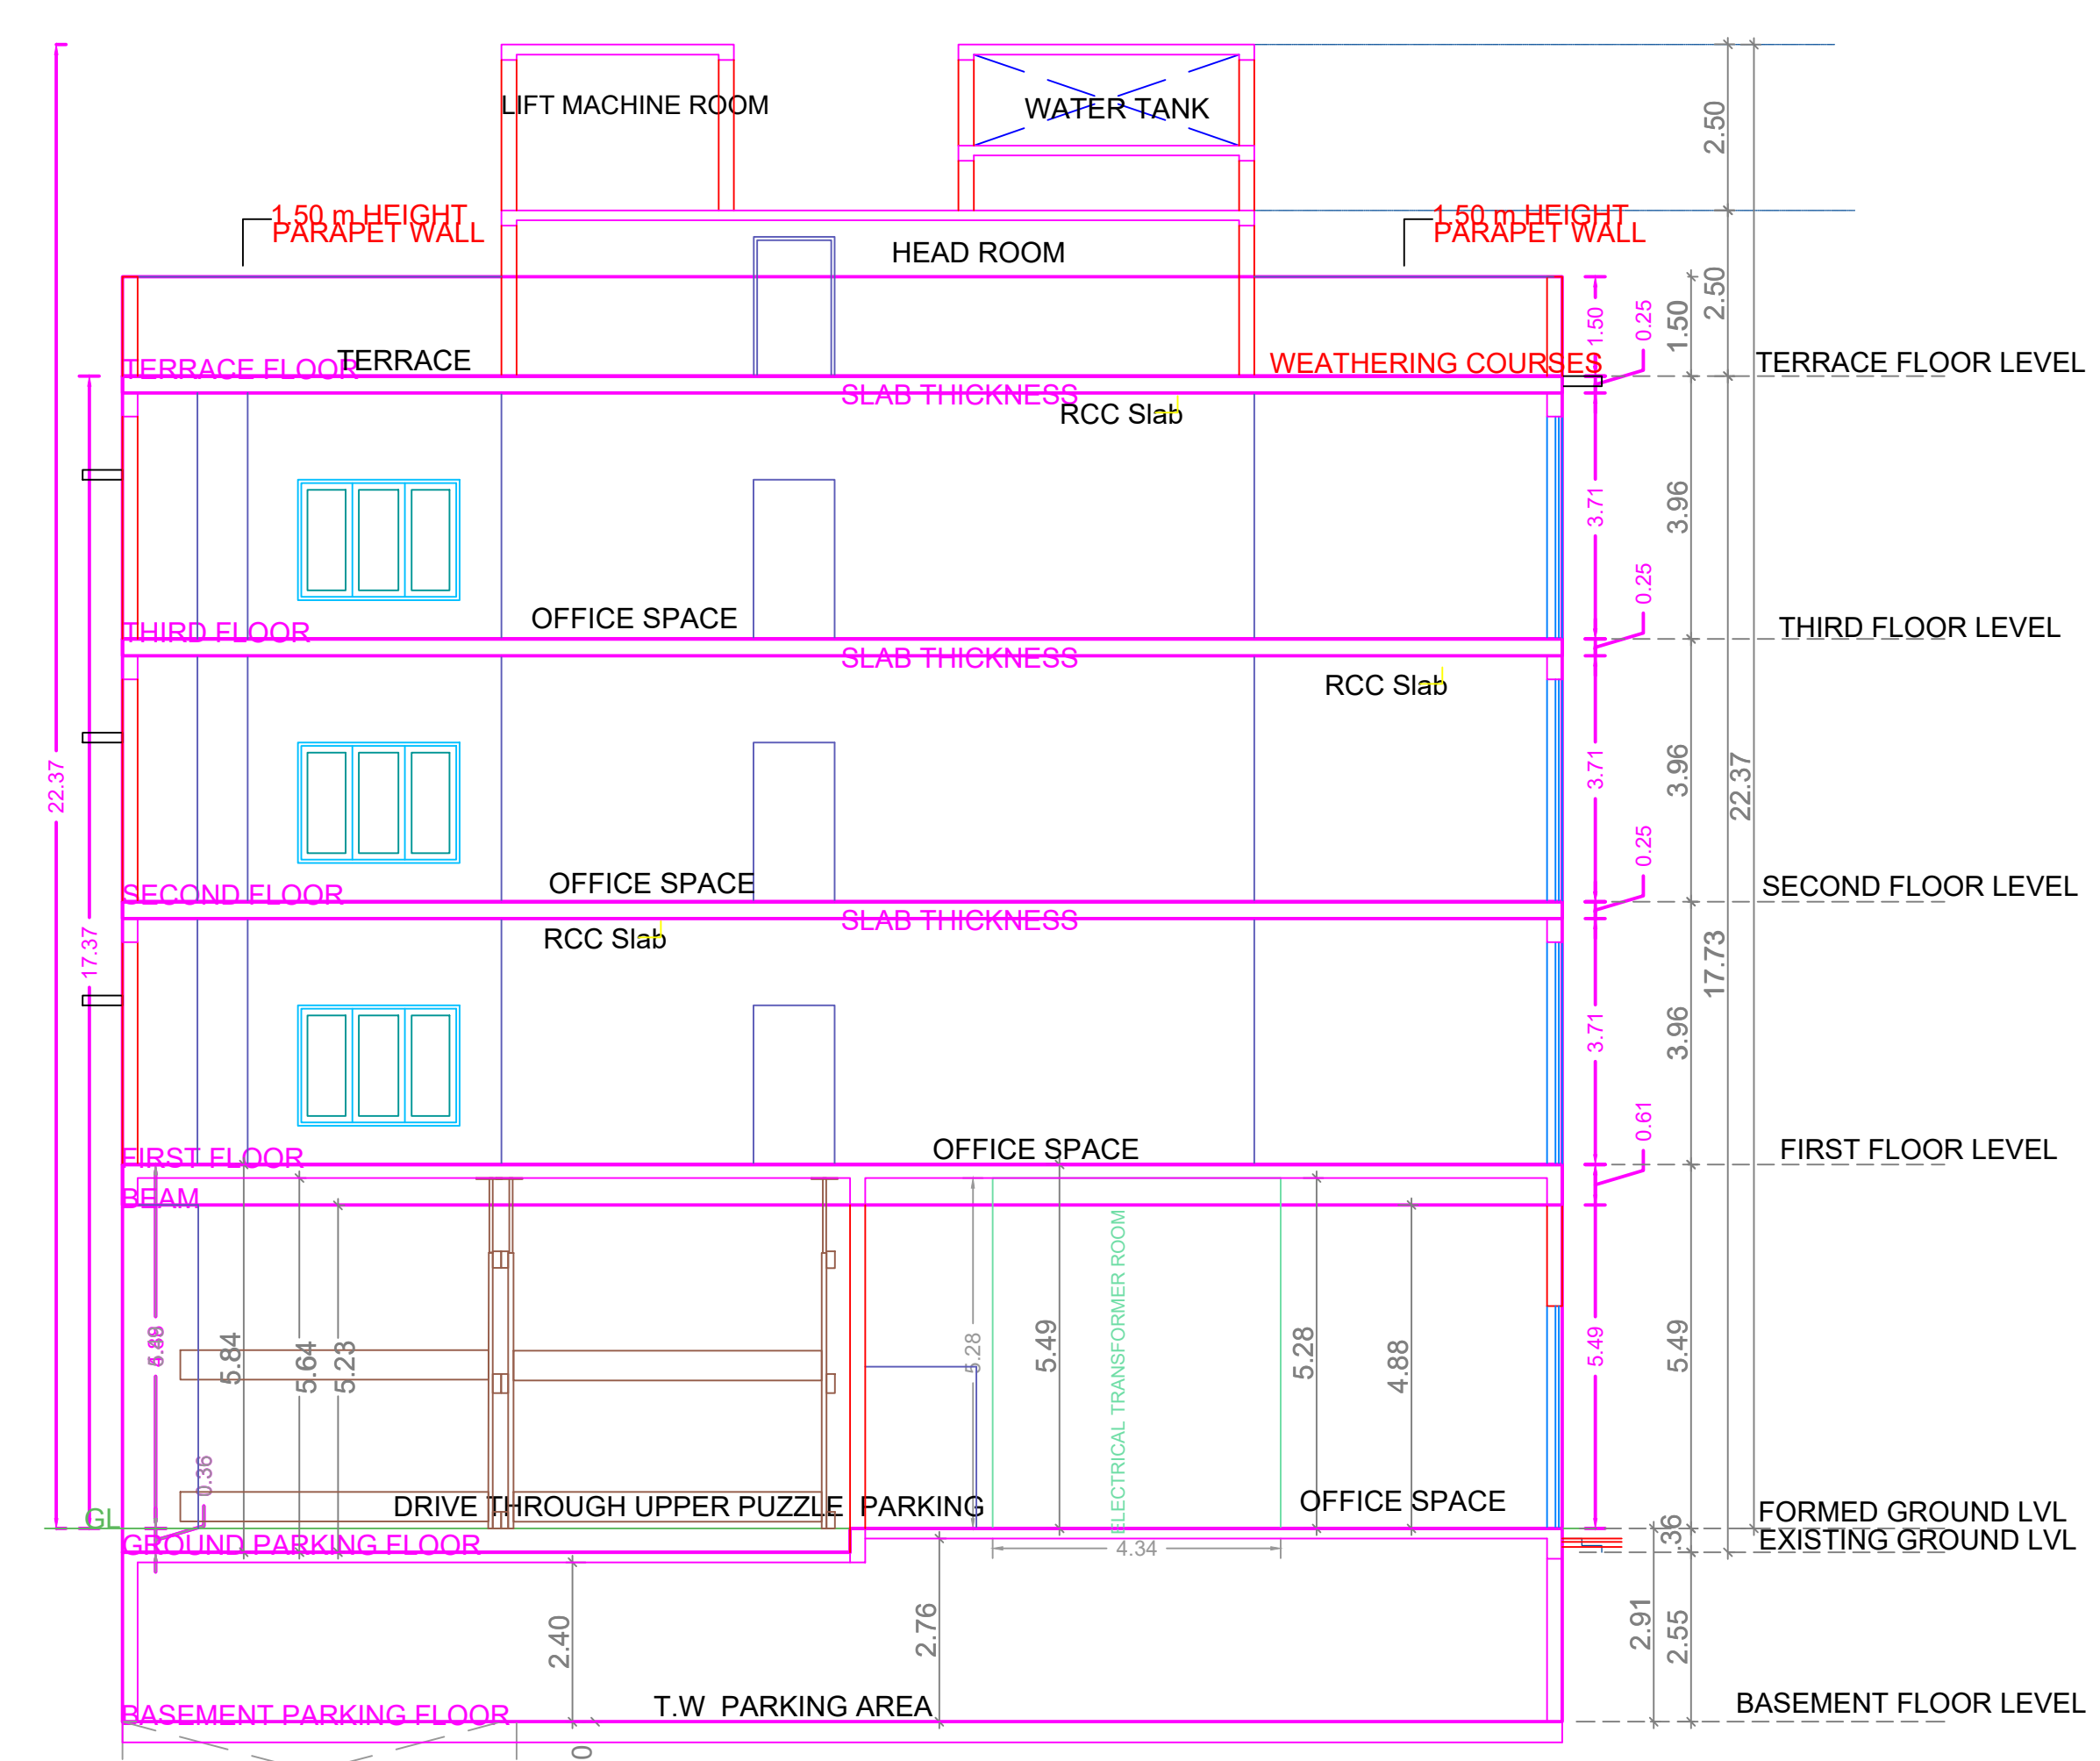 LIFT MACHINE ROOM
WATER TANK
2.50
1.50 m HEIGHT
PARAPET WALL
1.50 m HEIGHT
PARAPET WALL
HEAD ROOM
2.50
1.50
1.50
0.25
TERRACE FLOOR
TERRACE
WEATHERING COURSES
TERRACE FLOOR LEVEL
SLAB THICKNESS
RCC Slab
3.71
3.96
0.25
THIRD FLOOR
OFFICE SPACE
THIRD FLOOR LEVEL
SLAB THICKNESS
RCC Slab
22.37
3.71
3.96
22.37
0.25
SECOND FLOOR
OFFICE SPACE
SECOND FLOOR LEVEL
SLAB THICKNESS
RCC Slab
17.37
17.73
3.71
3.96
0.61
FIRST FLOOR
OFFICE SPACE
FIRST FLOOR LEVEL
BEAM
ELECTRICAL TRANSFORMER ROOM
5.84
5.64
5.23
5.28
5.49
5.28
4.88
5.49
5.49
0.36
DRIVE THROUGH UPPER PUZZLE PARKING
OFFICE SPACE
GL
FORMED GROUND LVL
GROUND PARKING FLOOR
4.34
.36
EXISTING GROUND LVL
2.40
2.76
2.91
2.55
BASEMENT PARKING FLOOR
T.W PARKING AREA
BASEMENT FLOOR LEVEL
0